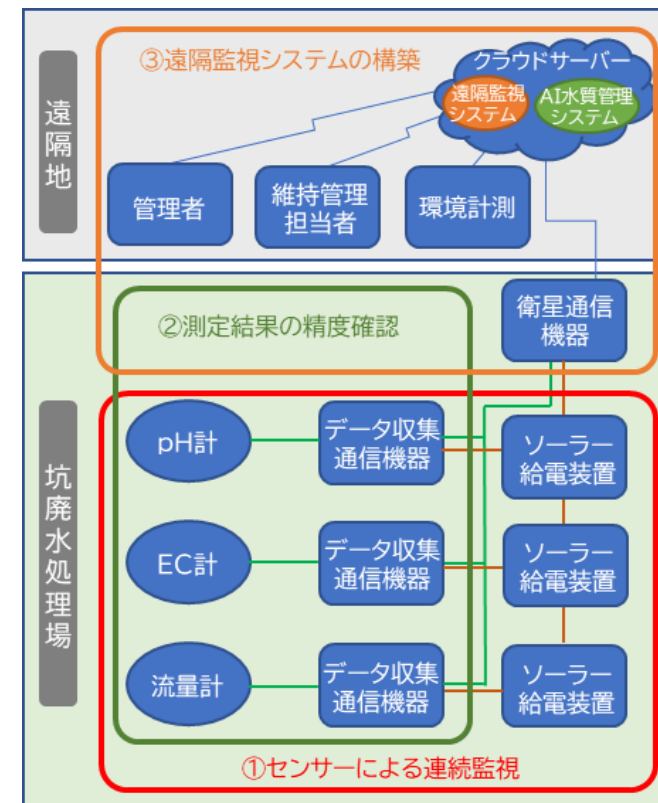 ③遠隔監視システムの構築
クラウドサーバー
遠隔監視
システム
AI水質管理
システム
遠隔地
管理者
維持管理
担当者
環境計測
衛星通信
機器
②測定結果の精度確認
坑廃水処理場
pH計
データ収集
通信機器
ソーラー
給電装置
EC計
データ収集
通信機器
ソーラー
給電装置
流量計
データ収集
通信機器
ソーラー
給電装置
①センサーによる連続監視